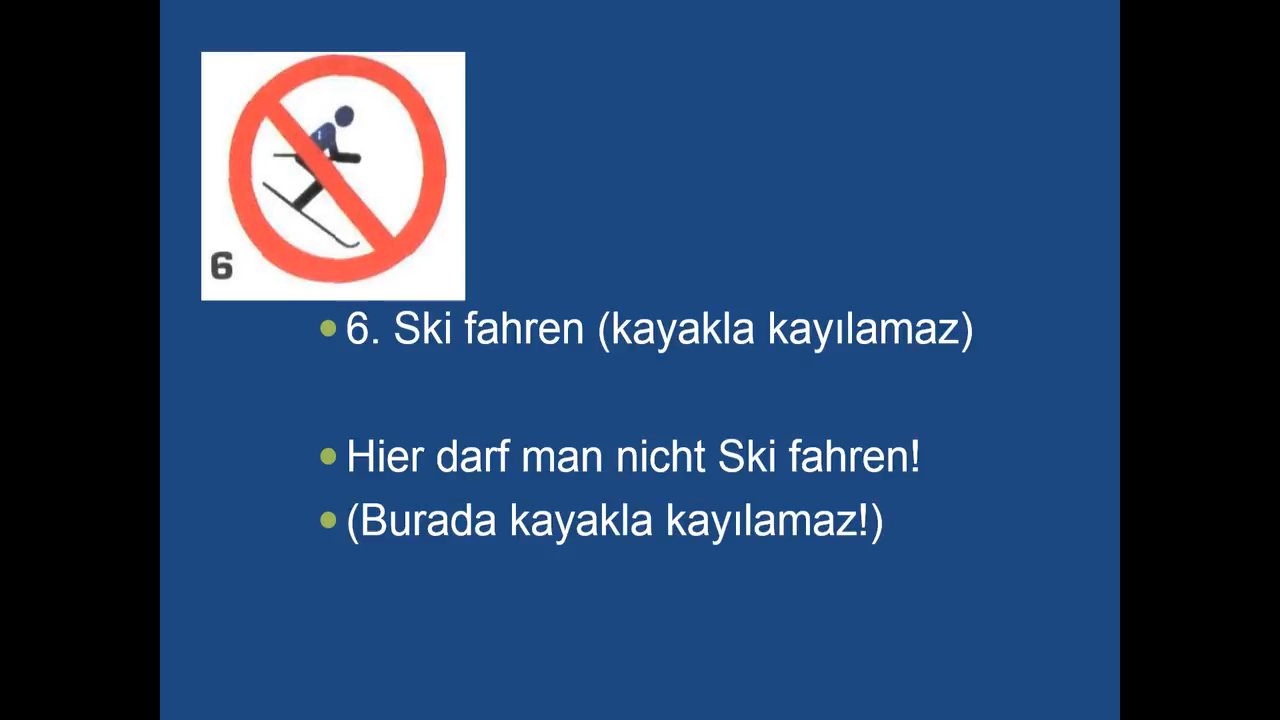 6
6. Ski fahren (kayakla kayılamaz)
Hier darf man nicht Ski fahren!
(Burada kayakla kayılamaz!)